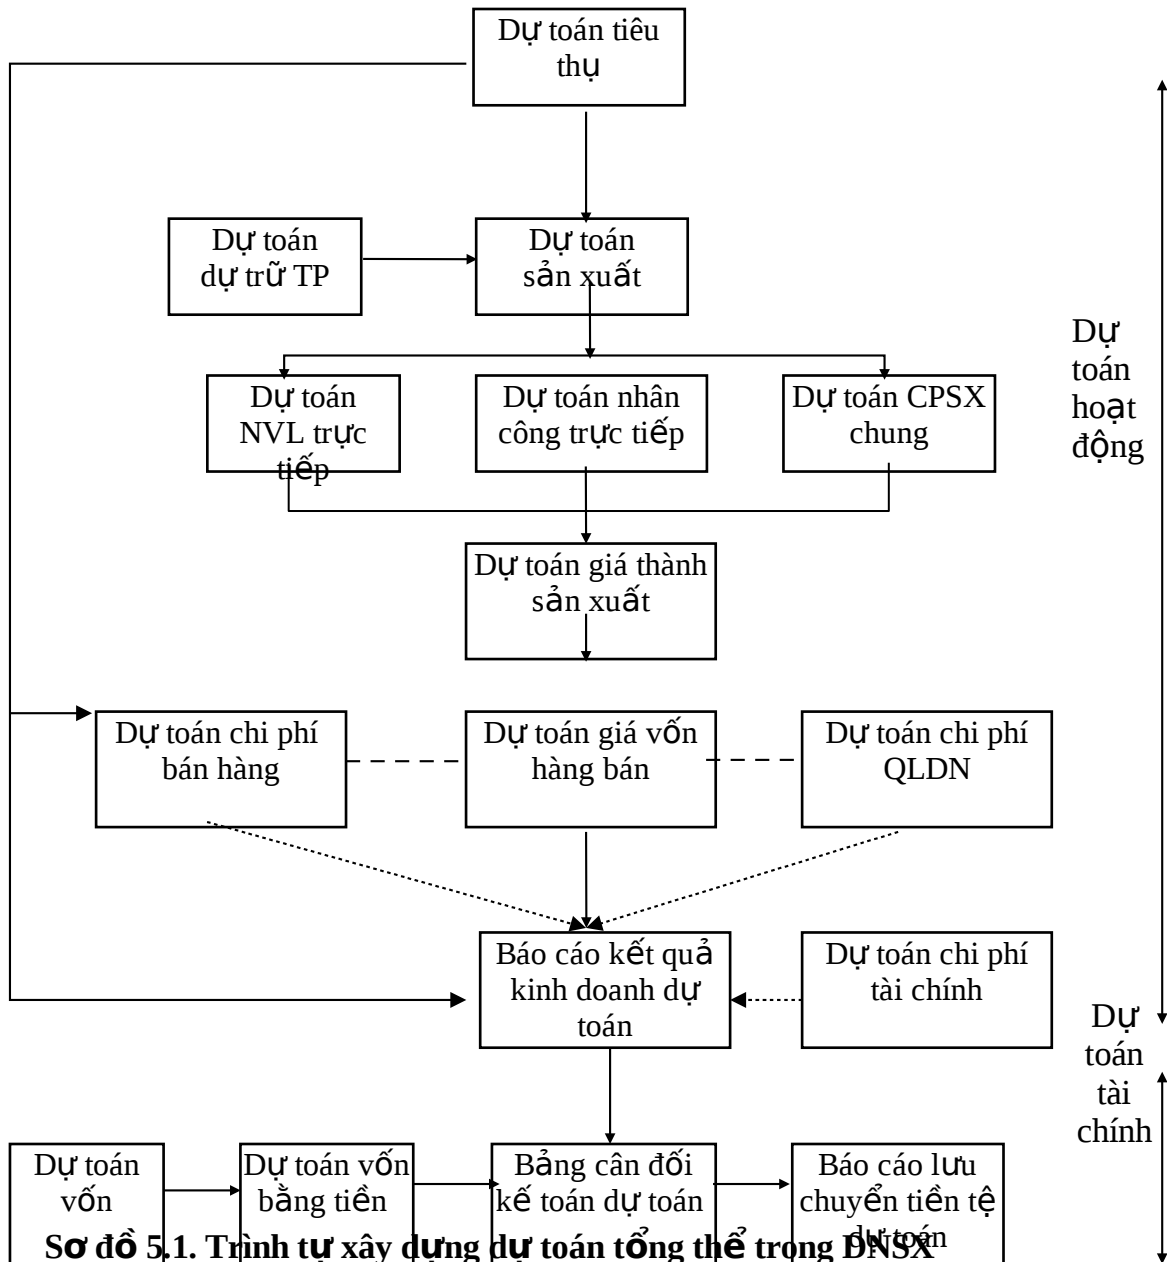 Dự toán tiêu
thụ
Dự toán
dự trữ TP
Dự toán
sản xuất
Dự
toán
hoạt
động
Dự toán
NVL trực
tiếp
Dự toán nhân
công trực tiếp
Dự toán CPSX
chung
Dự toán giá thành
sản xuất
Dự toán chi phí
bán hàng
Dự toán giá vốn
hàng bán
Dự toán chi phí
QLDN
Báo cáo kết quả
kinh doanh dự
toán
Dự toán chi phí
tài chính
Dự
toán
tài
chính
Dự toán
vốn
Dự toán vốn
bằng tiền
Bảng cân đối
kế toán dự toán
Báo cáo lưu
chuyển tiền tệ
dự toán
Sơ đồ 5.1. Trình tự xây dựng dự toán tổng thể trong DNSX